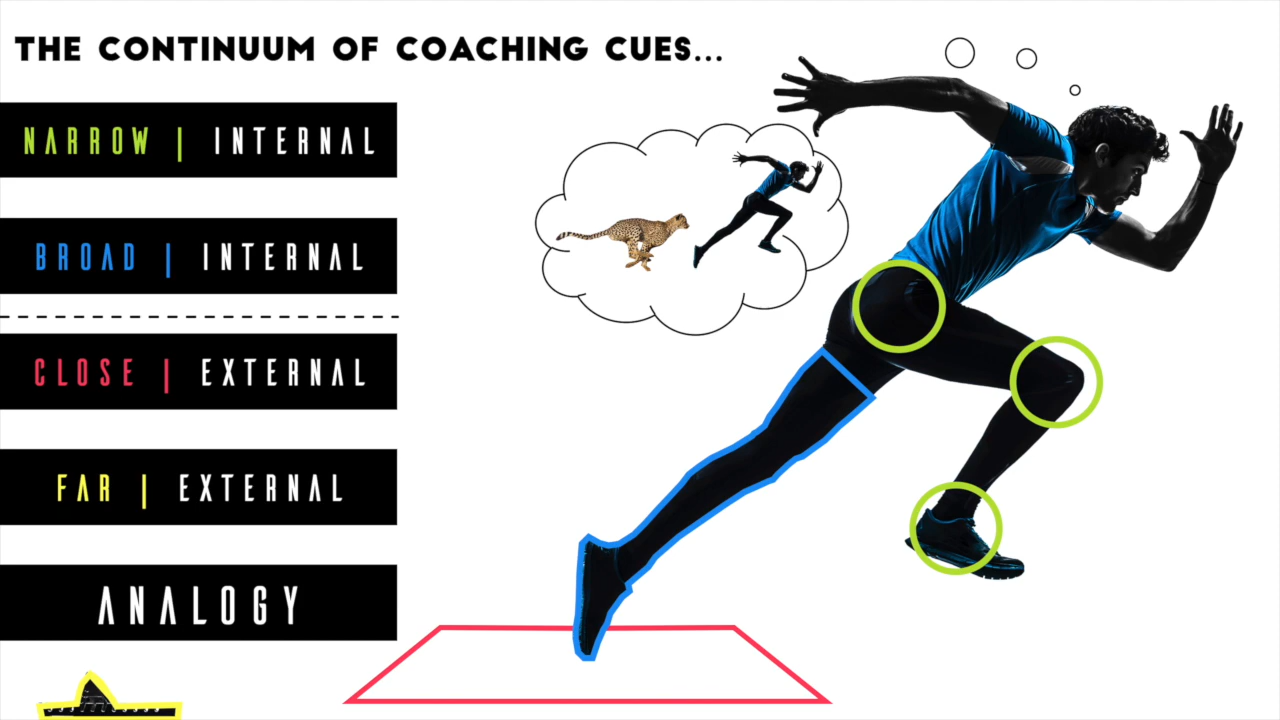 THE CONTINUUM OF COACHING CUES...
NARROW | INTERNAL
BROAD | INTERNAL
CLOSE | EXTERNAL
FAR | EXTERNAL
ANALOGY